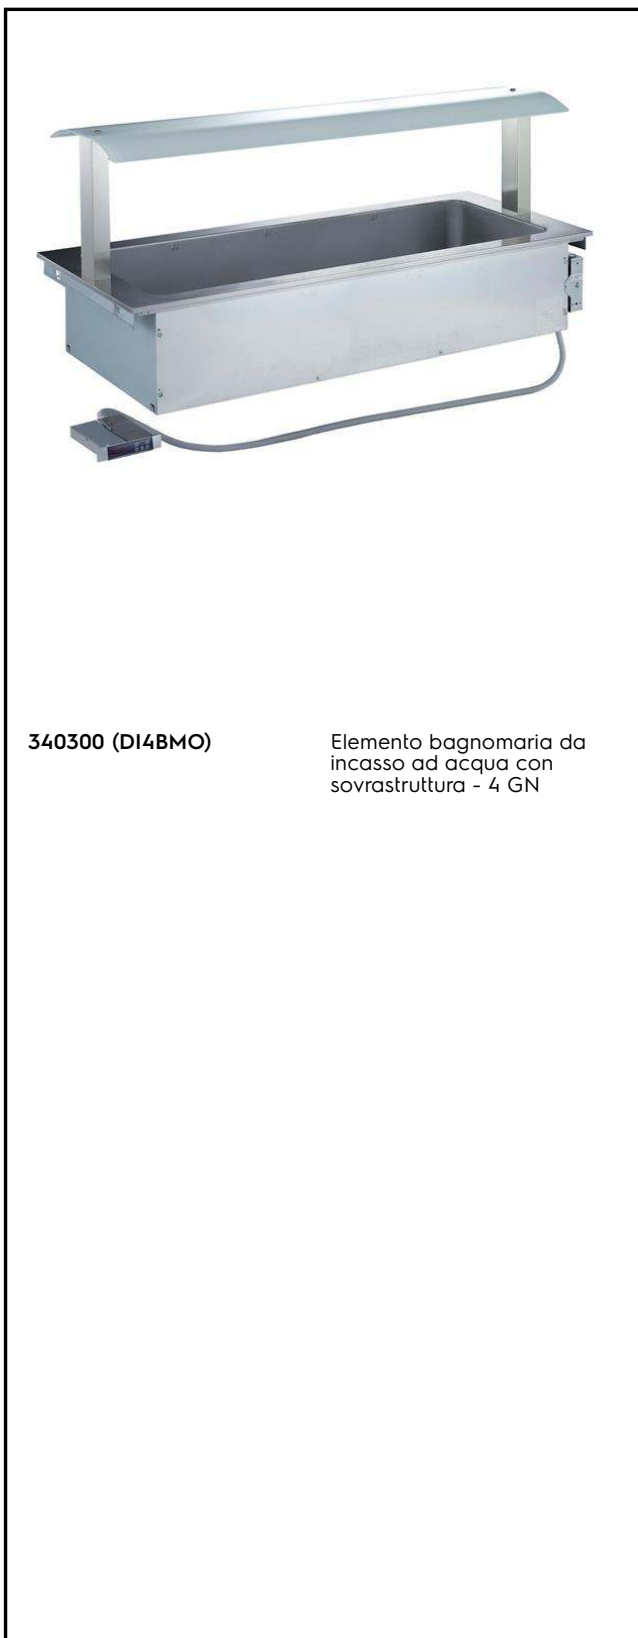 340300 (DI4BMO)
Elemento bagnomaria da
incasso ad acqua con
sovrastruttura - 4 GN